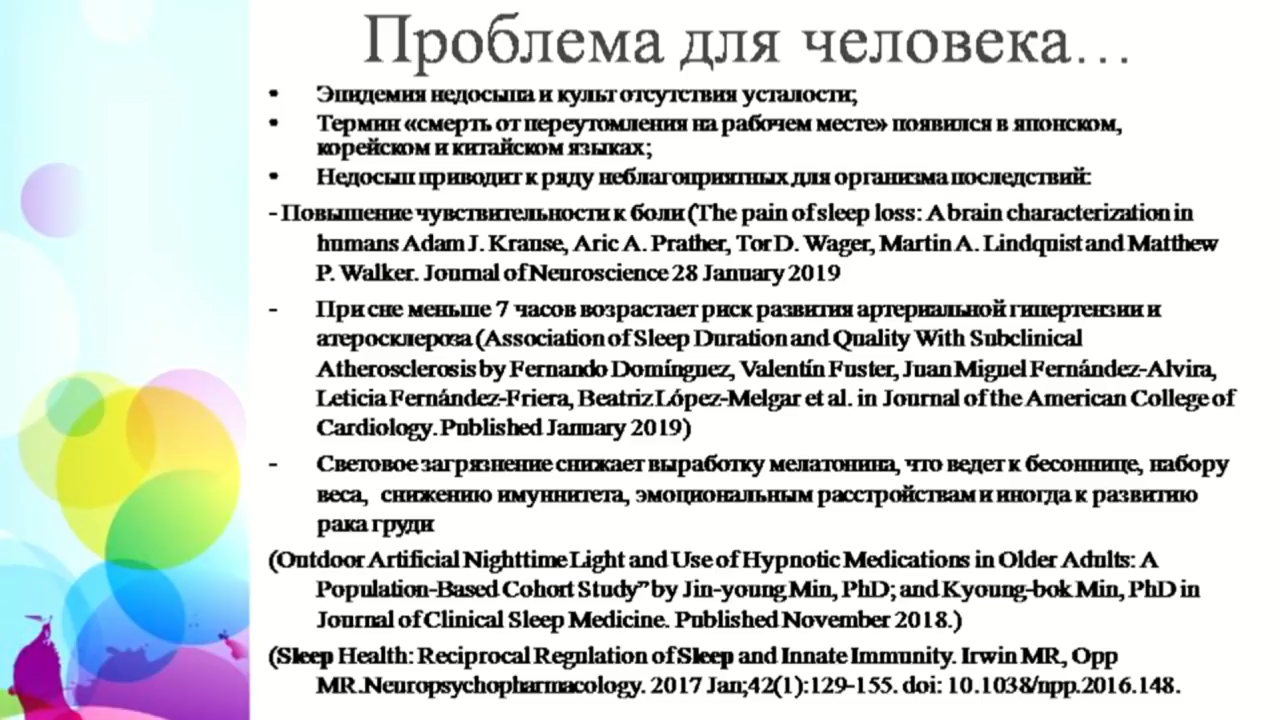 Проблема для человека…
• Эпидемия недосыпа и культ отсутствия усталости;
• Термин «смерть от переутомления на рабочем месте» появился в японском,
корейском и китайском языках;
• Недосып приводит к ряду неблагоприятных для организма последствий:
- Повышение чувствительности к боли (The pain of sleep loss: A brain characterization in
humans Adam J. Krause, Aric A. Prather, Tor D. Wager, Martin A. Lindquist and Matthew
P. Walker. Journal of Neuroscience 28 January 2019
- При сне меньше 7 часов возрастает риск развития артериальной гипертензии и
атеросклероза (Association of Sleep Duration and Quality With Subclinical
Atherosclerosis by Fernando Domínguez, Valentín Fuster, Juan Miguel Fernández-Alvira,
Leticia Fernández-Friera, Beatriz López-Melgar et al. in Journal of the American College of
Cardiology. Published January 2019)
- Световое загрязнение снижает выработку мелатонина, что ведет к бессоннице, набору
веса, снижению имуннитета, эмоциональным расстройствам и иногда к развитию
рака груди
(Outdoor Artificial Nighttime Light and Use of Hypnotic Medications in Older Adults: A
Population-Based Cohort Study” by Jin-young Min, PhD; and Kyoung-bok Min, PhD in
Journal of Clinical Sleep Medicine. Published November 2018.)
(Sleep Health: Reciprocal Regulation of Sleep and Innate Immunity. Irwin MR, Opp
MR.Neuropsychopharmacology. 2017 Jan;42(1):129-155. doi: 10.1038/npp.2016.148.